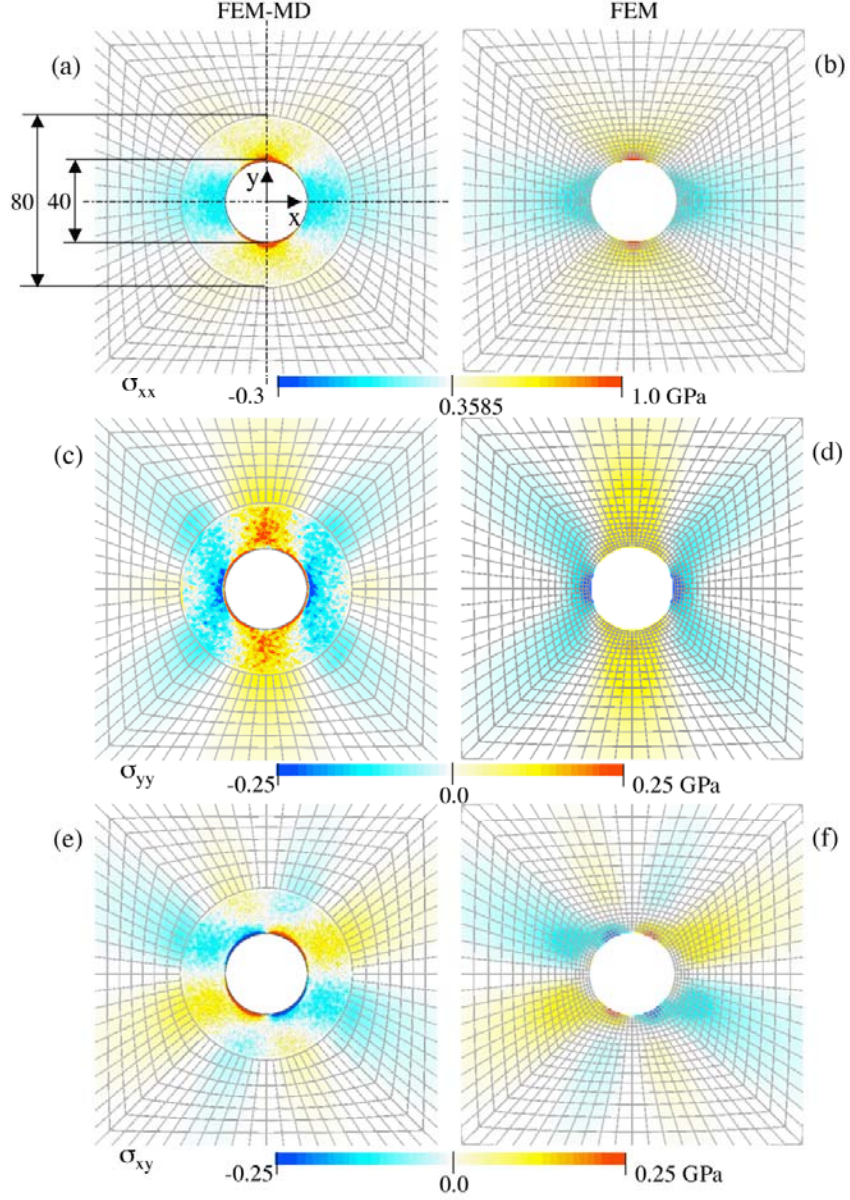 FEM-MD FEM
(a) (b)
80 40 y x
σxx -0.3 0.3585 1.0 GPa
(c) (d)
σyy -0.25 0.0 0.25 GPa
(e) (f)
σxy -0.25 0.0 0.25 GPa